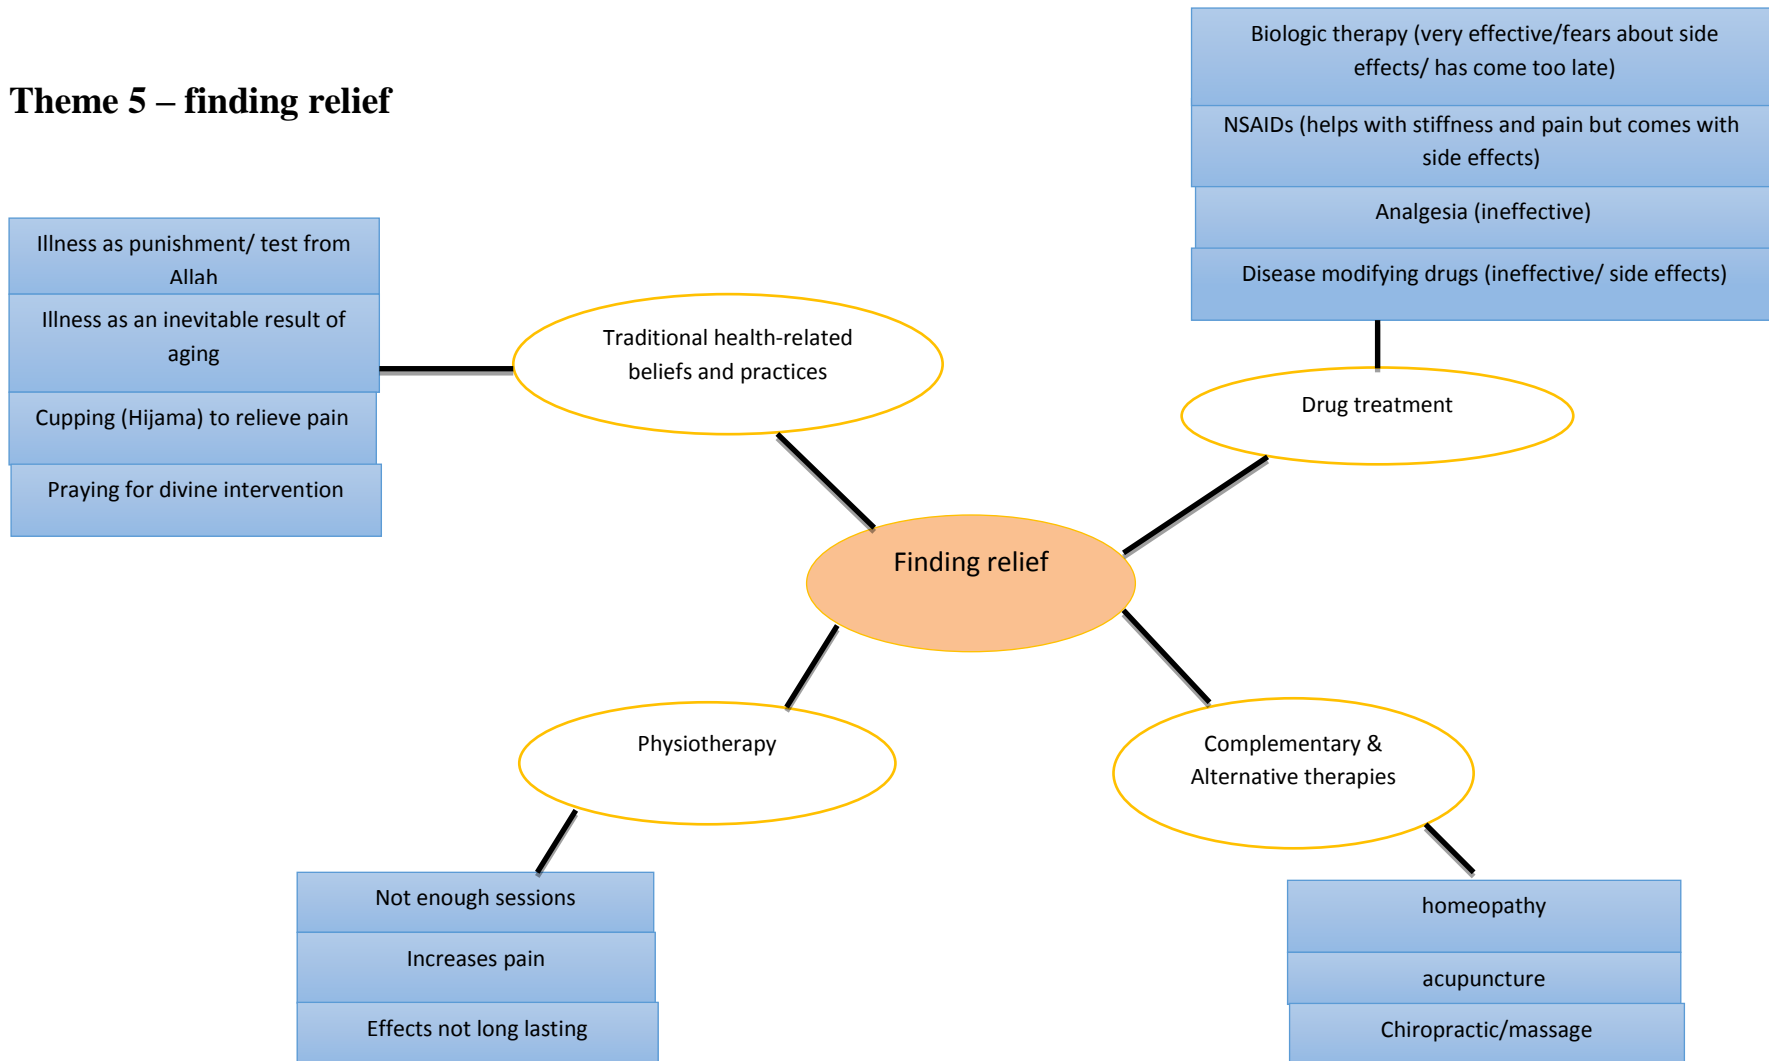 Theme 5 – finding relief
Biologic therapy (very effective/fears about side
effects/ has come too late)
NSAIDs (helps with stiffness and pain but comes with
side effects)
Analgesia (ineffective)
Disease modifying drugs (ineffective/ side effects)
Illness as punishment/ test from
Allah
Illness as an inevitable result of
aging
Cupping (Hijama) to relieve pain
Praying for divine intervention
Traditional health-related
beliefs and practices
Drug treatment
Finding relief
Physiotherapy
Complementary &
Alternative therapies
Not enough sessions
Increases pain
Effects not long lasting
homeopathy
acupuncture
Chiropractic/massage